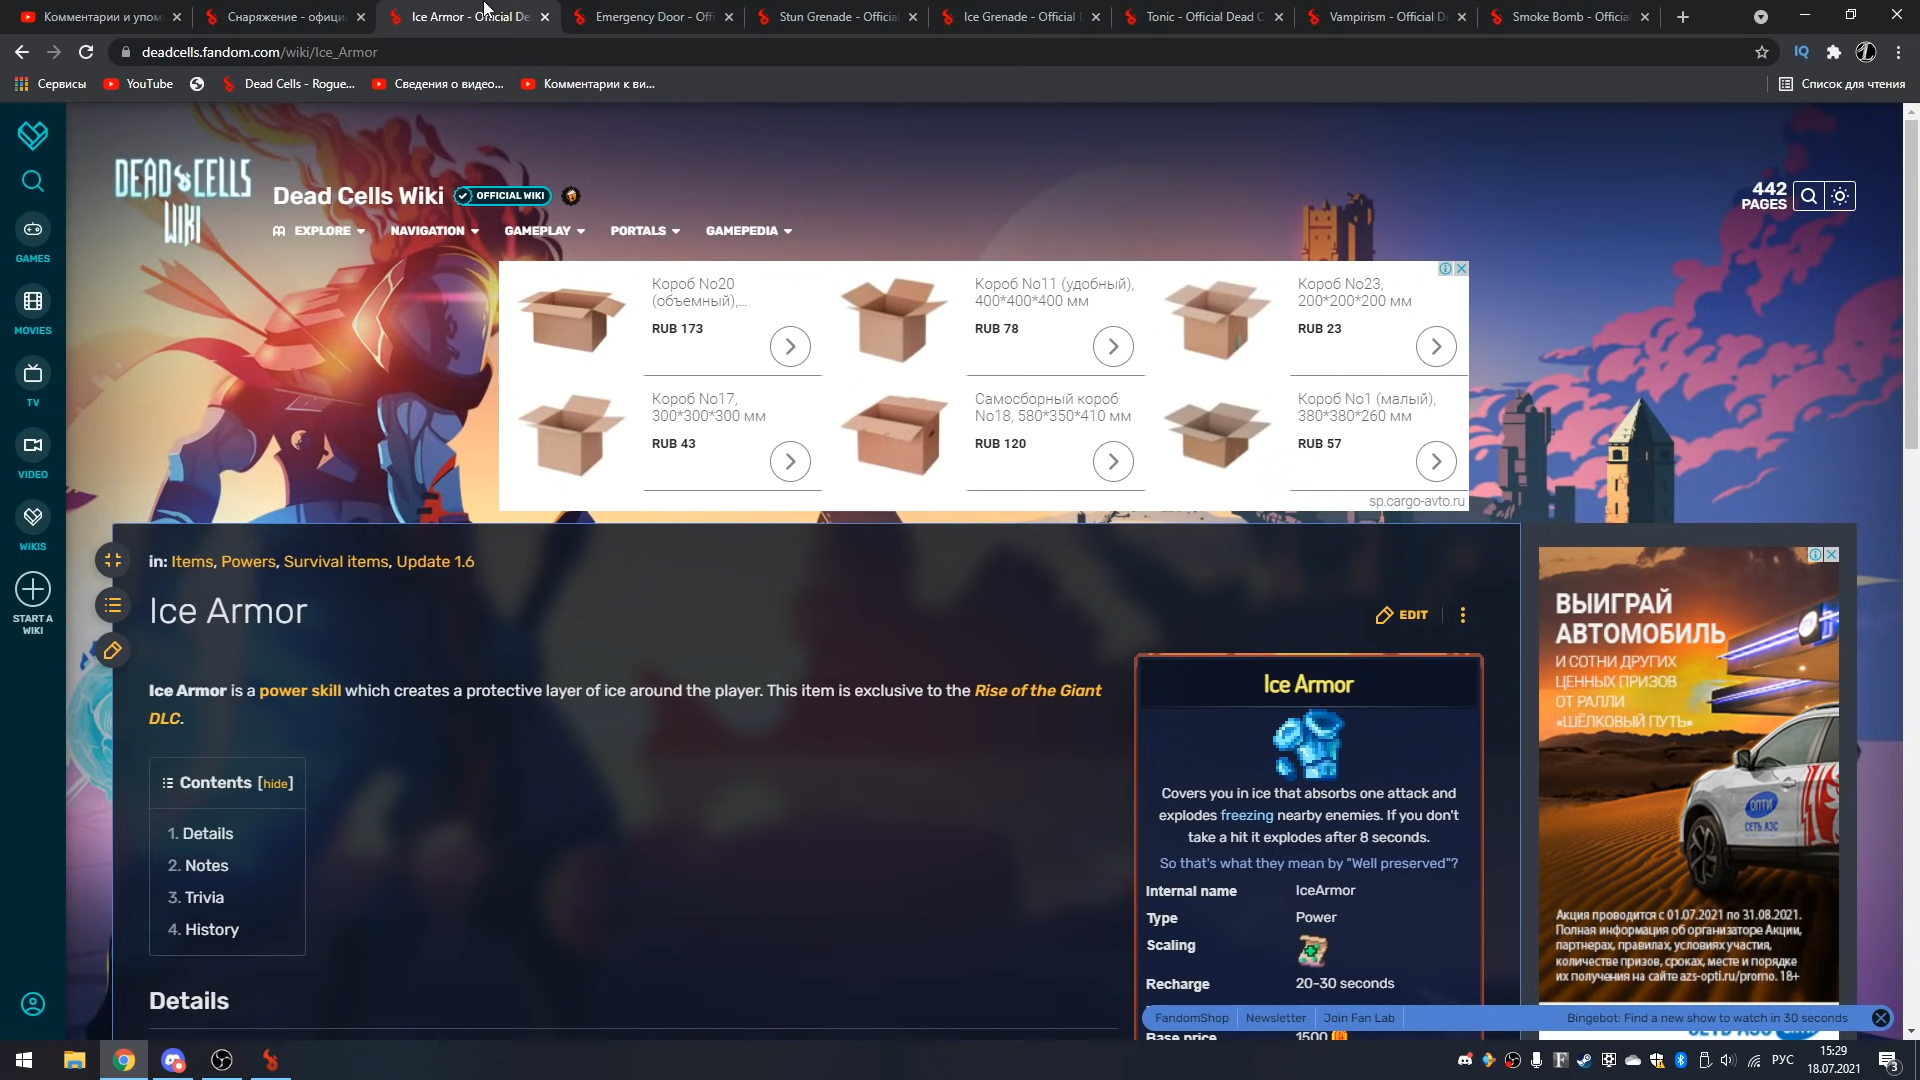 Комментарии и упом
Снаряжение - официа
Ice Armor - Official De
Emergency Door - Offi
Stun Grenade - Official
Ice Grenade - Official
Tonic - Official Dead C
Vampirism - Official De
Smoke Bomb - Official
deadcells.fandom.com/wiki/Ice_Armor
Сервисы
YouTube
Dead Cells - Rogue...
Сведения о видео...
Комментарии к ви...
Список для чтения
DEAD CELLS
WIKI
Dead Cells Wiki
OFFICIAL WIKI
442
PAGES
EXPLORE
NAVIGATION
GAMEPLAY
PORTALS
GAMEPEDIA
GAMES
MOVIES
TV
VIDEO
WIKIS
START A
WIKI
Короб No20
(объемный),...
RUB 173
Короб No11 (удобный),
400*400*400 мм
RUB 78
Короб No23,
200*200*200 мм
RUB 23
Короб No17,
300*300*300 мм
RUB 43
Самосборный короб
No18, 580*350*410 мм
RUB 120
Короб No1 (малый),
380*380*260 мм
RUB 57
sp.cargo-avto.ru
in: Items, Powers, Survival items, Update 1.6
Ice Armor
EDIT
Ice Armor is a power skill which creates a protective layer of ice around the player. This item is exclusive to the Rise of the Giant
DLC.
Contents [hide]
1. Details
2. Notes
3. Trivia
4. History
Details
Ice Armor
Covers you in ice that absorbs one attack and
explodes freezing nearby enemies. If you don't
take a hit it explodes after 8 seconds.
So that's what they mean by "Well preserved"?
Internal name IceArmor
Type Power
Scaling
Recharge 20-30 seconds
Base price 1500
ВЫИГРАЙ
АВТОМОБИЛЬ
И СОТНИ ДРУГИХ
ЦЕННЫХ ПРИЗОВ
ОТ РАЛЛИ
«ШЁЛКОВЫЙ ПУТЬ»
ОПТИ
СЕТЬ АЗС
Акция проводится с 01.07.2021 по 31.08.2021.
Полная информация об организаторе Акции,
партнерах, правилах, условиях участия,
количестве призов, сроках, месте и порядке
их получения на сайте azs-opti.ru/promo. 18+
FandomShop
Newsletter
Join Fan Lab
Bingebot: Find a new show to watch in 30 seconds
РУС
15:29
18.07.2021
3